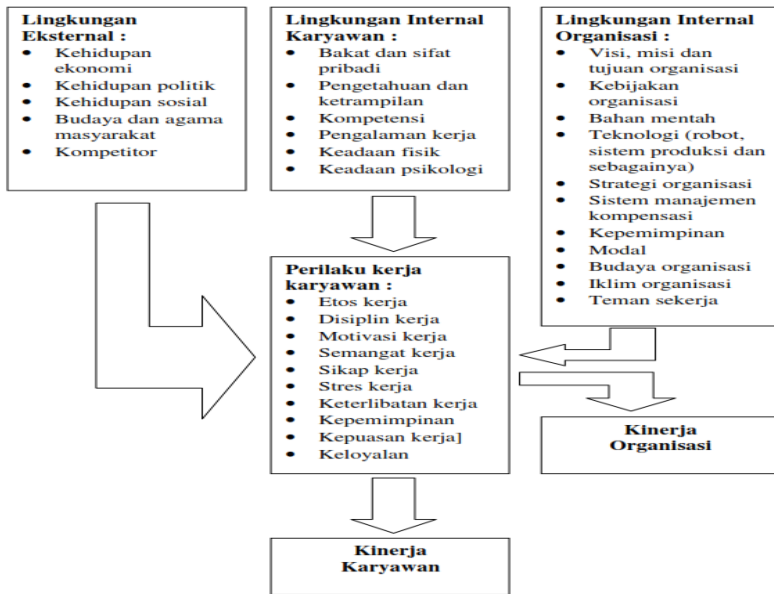 Lingkungan
Eksternal :
• Kehidupan
ekonomi
• Kehidupan politik
• Kehidupan sosial
• Budaya dan agama
masyarakat
• Kompetitor
Lingkungan Internal
Karyawan :
• Bakat dan sifat
pribadi
• Pengetahuan dan
ketrampilan
• Kompetensi
• Pengalaman kerja
• Keadaan fisik
• Keadaan psikologi
Lingkungan Internal
Organisasi :
• Visi, misi dan
tujuan organisasi
• Kebijakan
organisasi
• Bahan mentah
• Teknologi (robot,
sistem produksi dan
sebagainya)
• Strategi organisasi
• Sistem manajemen
kompensasi
• Kepemimpinan
• Modal
• Budaya organisasi
• Iklim organisasi
• Teman sekerja
Perilaku kerja
karyawan :
• Etos kerja
• Disiplin kerja
• Motivasi kerja
• Semangat kerja
• Sikap kerja
• Stres kerja
• Keterlibatan kerja
• Kepemimpinan
• Kepuasan kerja]
• Keloyalan
Kinerja
Organisasi
Kinerja
Karyawan